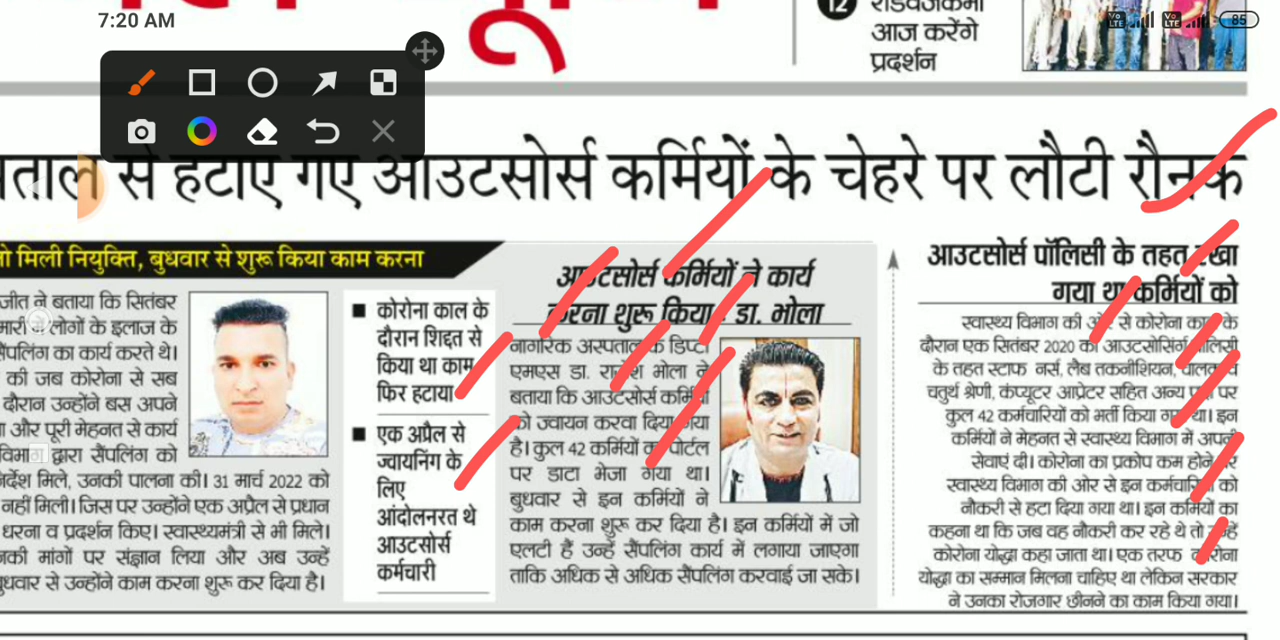 7:20 AM
85
12
रोडवेजकर्मी
आज करेंगे
प्रदर्शन
से हटाए गए आउटसोर्स कर्मियों के चेहरे पर लौटी रौनक
मिली नियुक्ति, बुधवार से शुरू किया काम करना
जीत ने बताया कि सितंबर
लोगों के इलाज के
सैंपलिंग का कार्य करते थे।
की जब कोरोना से सब
दौरान उन्होंने बस अपने
और पूरी मेहनत से कार्य
द्वारा सैंपलिंग को
निर्देश मिले, उनकी पालना की। 31 मार्च 2022 को
नहीं मिली। जिस पर उन्होंने एक अप्रैल से प्रधान
धरना व प्रदर्शन किए। स्वास्थ्यमंत्री से भी मिले।
मांगों पर संज्ञान लिया और अब उन्हें
बुधवार से उन्होंने काम करना शुरू कर दिया है।
कोरोना काल के
दौरान शिद्दत से
किया था काम,
फिर हटाया
एक अप्रैल से
ज्वायनिंग के
लिए
आंदोलनरत थे
आउटसोर्स
कर्मचारी
आउटसोर्स कर्मियों ने कार्य
करना शुरू किया : डा. भोला
नागरिक अस्पताल के डिप्टी
एमएस डा. राजेश भोला ने
बताया कि आउटसोर्स कर्मियों
को ज्वायन करवा दिया गया
है। कुल 42 कर्मियों का पोर्टल
पर डाटा भेजा गया था।
बुधवार से इन कर्मियों ने
काम करना शुरू कर दिया है। इन कर्मियों में जो
एलटी हैं उन्हें सैंपलिंग कार्य में लगाया जाएगा
ताकि अधिक से अधिक सैंपलिंग करवाई जा सके।
आउटसोर्स पॉलिसी के तहत रखा
गया था कर्मियों को
स्वास्थ्य विभाग की ओर से कोरोना काल के
दौरान एक सितंबर 2020 को आउटसोर्सिंग पॉलिसी
के तहत स्टाफ नर्स, लैब तकनीशियन, चालक व
चतुर्थ श्रेणी, कंप्यूटर आप्रेटर सहित अन्य पदों पर
कुल 42 कर्मचारियों को भर्ती किया गया था। इन
कर्मियों ने मेहनत से स्वास्थ्य विभाग में अपनी
सेवाएं दी। कोरोना का प्रकोप कम होने पर
स्वास्थ्य विभाग की ओर से इन कर्मचारियों को
नौकरी से हटा दिया गया था। इन कर्मियों का
कहना था कि जब वह नौकरी कर रहे थे तो उन्हें
कोरोना योद्धा कहा जाता था। एक तरफ कोरोना
योद्धा का सम्मान मिलना चाहिए था लेकिन सरकार
ने उनका रोजगार छीनने का काम किया गया।